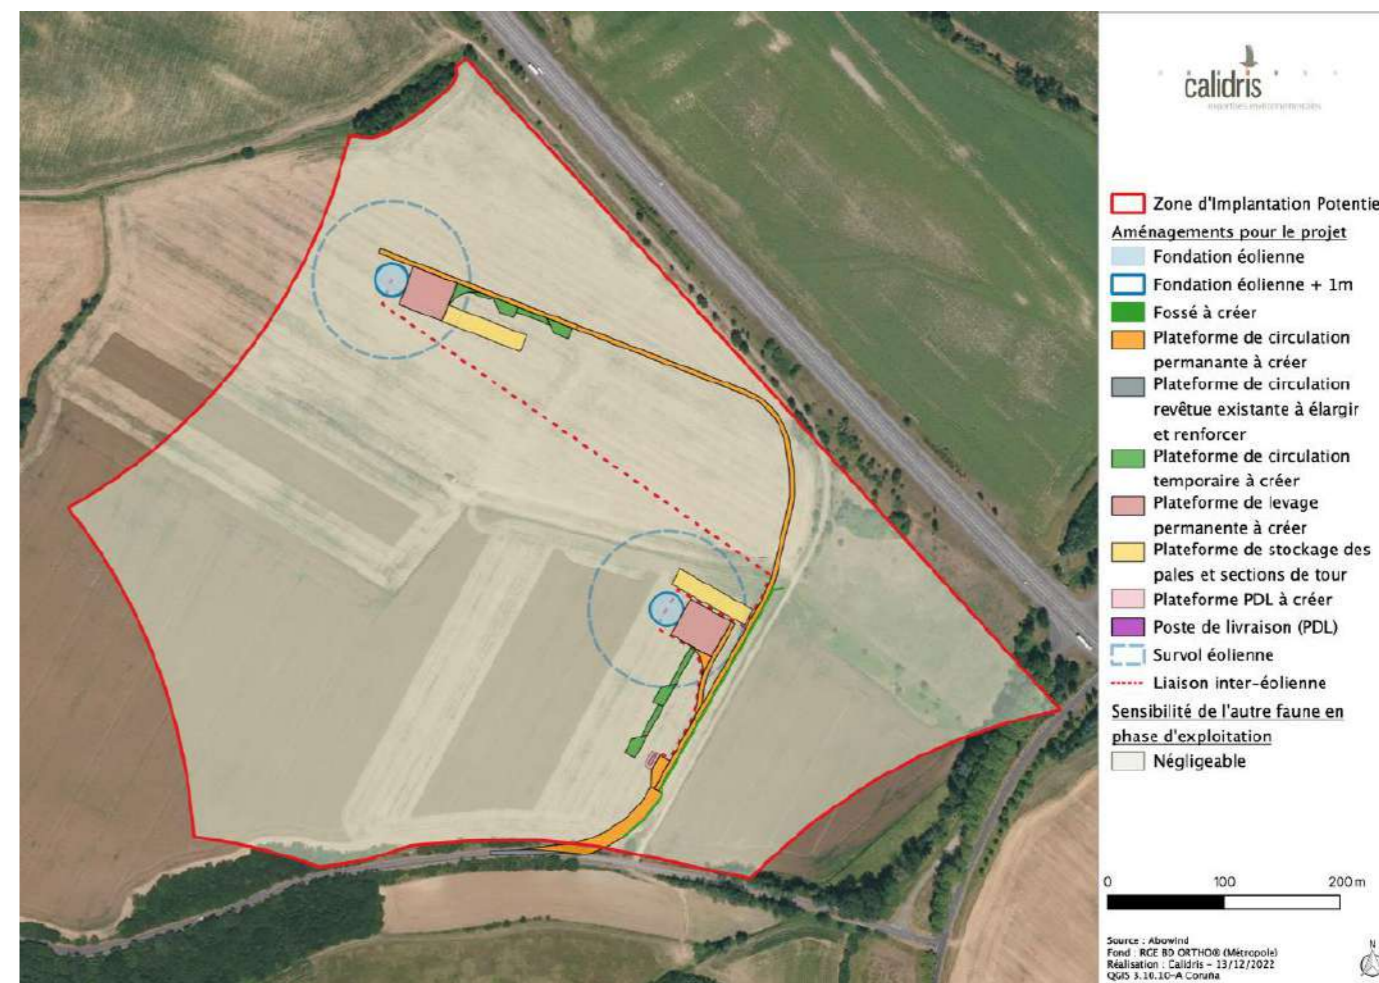 calidris
expertises environnementales
Zone d'Implantation Potentie
Aménagements pour le projet
Fondation éolienne
Fondation éolienne + 1m
Fossé à créer
Plateforme de circulation
permanante à créer
Plateforme de circulation
revêtue existante à élargir
et renforcer
Plateforme de circulation
temporaire à créer
Plateforme de levage
permanente à créer
Plateforme de stockage des
pales et sections de tour
Plateforme PDL à créer
Poste de livraison (PDL)
Survol éolienne
Liaison inter-éolienne
Sensibilité de l'autre faune en
phase d'exploitation
Négligeable
0 100 200 m
Source : Abowind
Fond : RGE BD ORTHO® (Métropole)
Réalisation : Calidris - 13/12/2022
QGIS 3.10.10-A Coruña
N